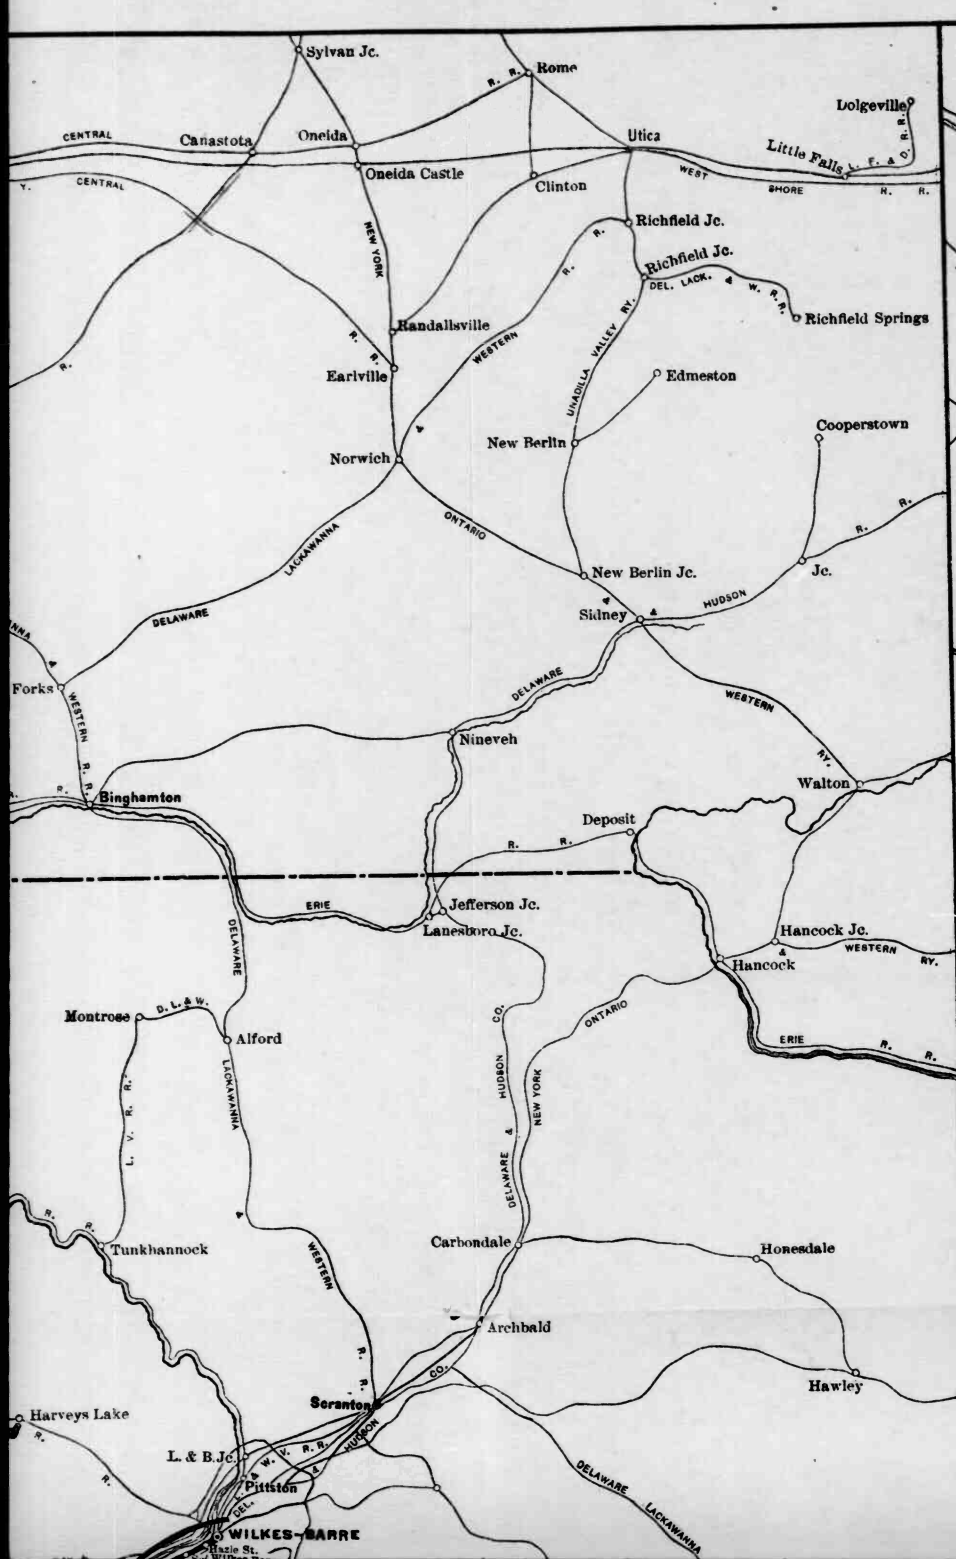 Sylvan Jc.
R. R.
Rome
Dolgeville
CENTRAL
Canastota
Oneida
Utica
Little Falls
L. F. & D. R. R.
Y. CENTRAL
Oneida Castle
Clinton
WEST SHORE R. R.
NEW YORK
R.
Richfield Jc.
Richfield Jc.
R.
DEL. LACK. & W. R. R.
Richfield Springs
Randallsville
R. R.
WESTERN
UNADILLA VALLEY RY.
R.
Earlville
Edmeston
&
Cooperstown
New Berlin
Norwich
ONTARIO
R. R.
LACKAWANNA
New Berlin Jc.
Jc.
&
HUDSON
DELAWARE
Sidney
&
NNA
&
Forks
DELAWARE
WESTERN
WESTERN
Nineveh
RY.
R. R.
Walton
R.
Binghamton
Deposit
R. R.
ERIE
Jefferson Jc.
Lanesboro Jc.
DELAWARE
Hancock Jc.
&
WESTERN RY.
Hancock
Montrose
D. L. & W.
CO.
ONTARIO
Alford
ERIE R. R.
LACKAWANNA
HUDSON
NEW YORK
L. V. R. R.
&
DELAWARE
R. R.
&
Tunkhannock
Carbondale
Honesdale
WESTERN
Archbald
R. R.
CO.
Hawley
Scranton
Harveys Lake
R.
HUDSON
L. & B. Jc.
L. & W. V. R. R.
R.
&
Pittston
DELAWARE
DEL.
LACKAWANNA
WILKES-BARRE
Hazle St.